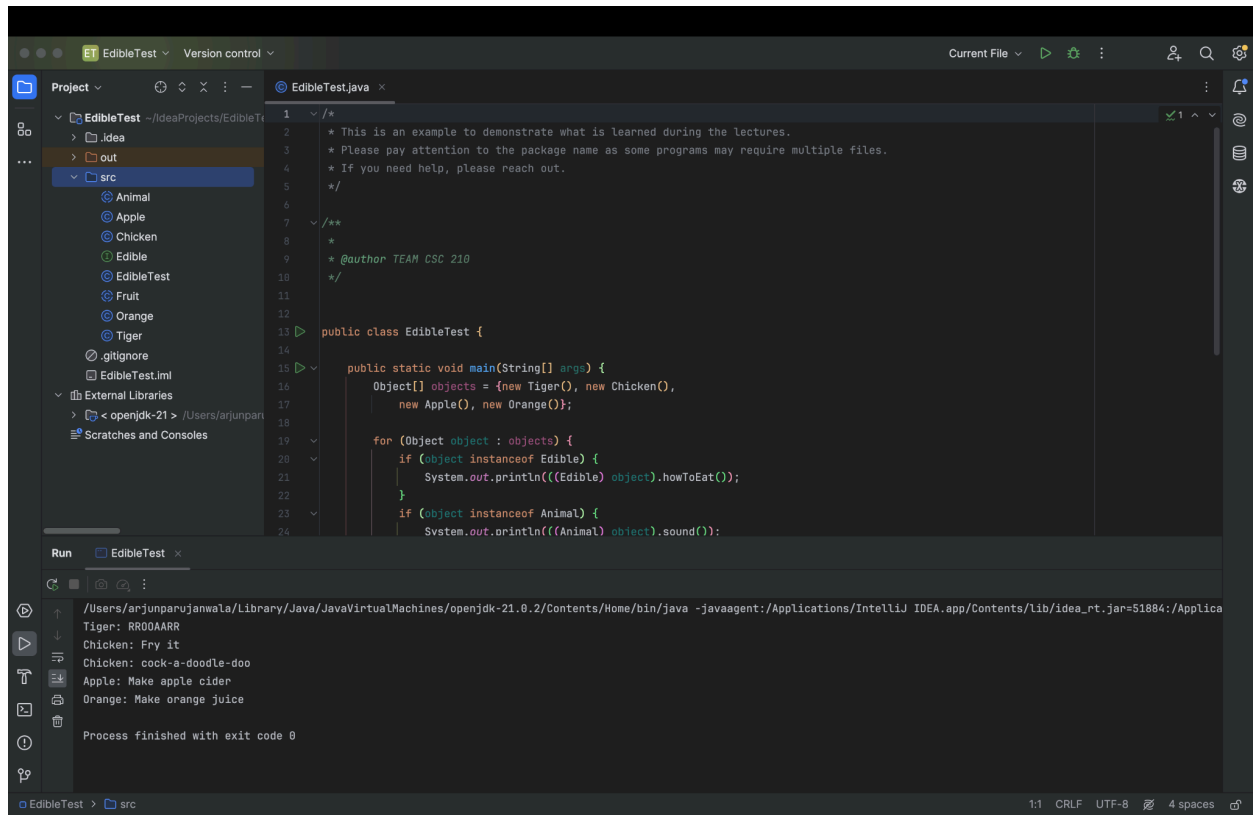 ET EdibleTest Version control Current File
Project
EdibleTest.java
EdibleTest ~/IdeaProjects/EdibleTe
.idea
out
src
Animal
Apple
Chicken
Edible
EdibleTest
Fruit
Orange
Tiger
.gitignore
EdibleTest.iml
External Libraries
< openjdk-21 > /Users/arjunparu
Scratches and Consoles
1 /*
2 * This is an example to demonstrate what is learned during the lectures.
3 * Please pay attention to the package name as some programs may require multiple files.
4 * If you need help, please reach out.
5 */
6
7 /**
8 *
9 * @author TEAM CSC 210
10 */
11
12
13 public class EdibleTest {
14
15 public static void main(String[] args) {
16 Object[] objects = {new Tiger(), new Chicken(),
17 new Apple(), new Orange()};
18
19 for (Object object : objects) {
20 if (object instanceof Edible) {
21 System.out.println(((Edible) object).howToEat());
22 }
23 if (object instanceof Animal) {
24 System.out.println(((Animal) object).sound());
1
Run EdibleTest
/Users/arjunparujanwala/Library/Java/JavaVirtualMachines/openjdk-21.0.2/Contents/Home/bin/java -javaagent:/Applications/IntelliJ IDEA.app/Contents/lib/idea_rt.jar=51884:/Applica
Tiger: RROOAARR
Chicken: Fry it
Chicken: cock-a-doodle-doo
Apple: Make apple cider
Orange: Make orange juice
Process finished with exit code 0
EdibleTest > src 1:1 CRLF UTF-8 4 spaces